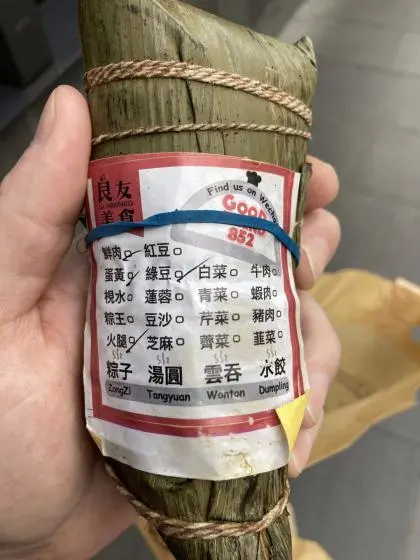 良友
美食
Find us on Wecha
GOOD
852
鮮肉 紅豆
蛋黃 綠豆 白菜 牛肉
梘水 蓮蓉 青菜 蝦肉
粽王 豆沙 芹菜 豬肉
火腿 芝麻 薺菜 韮菜
粽子 湯圓 雲吞 水餃
ZongZi Tangyuan Wonton Dumpling